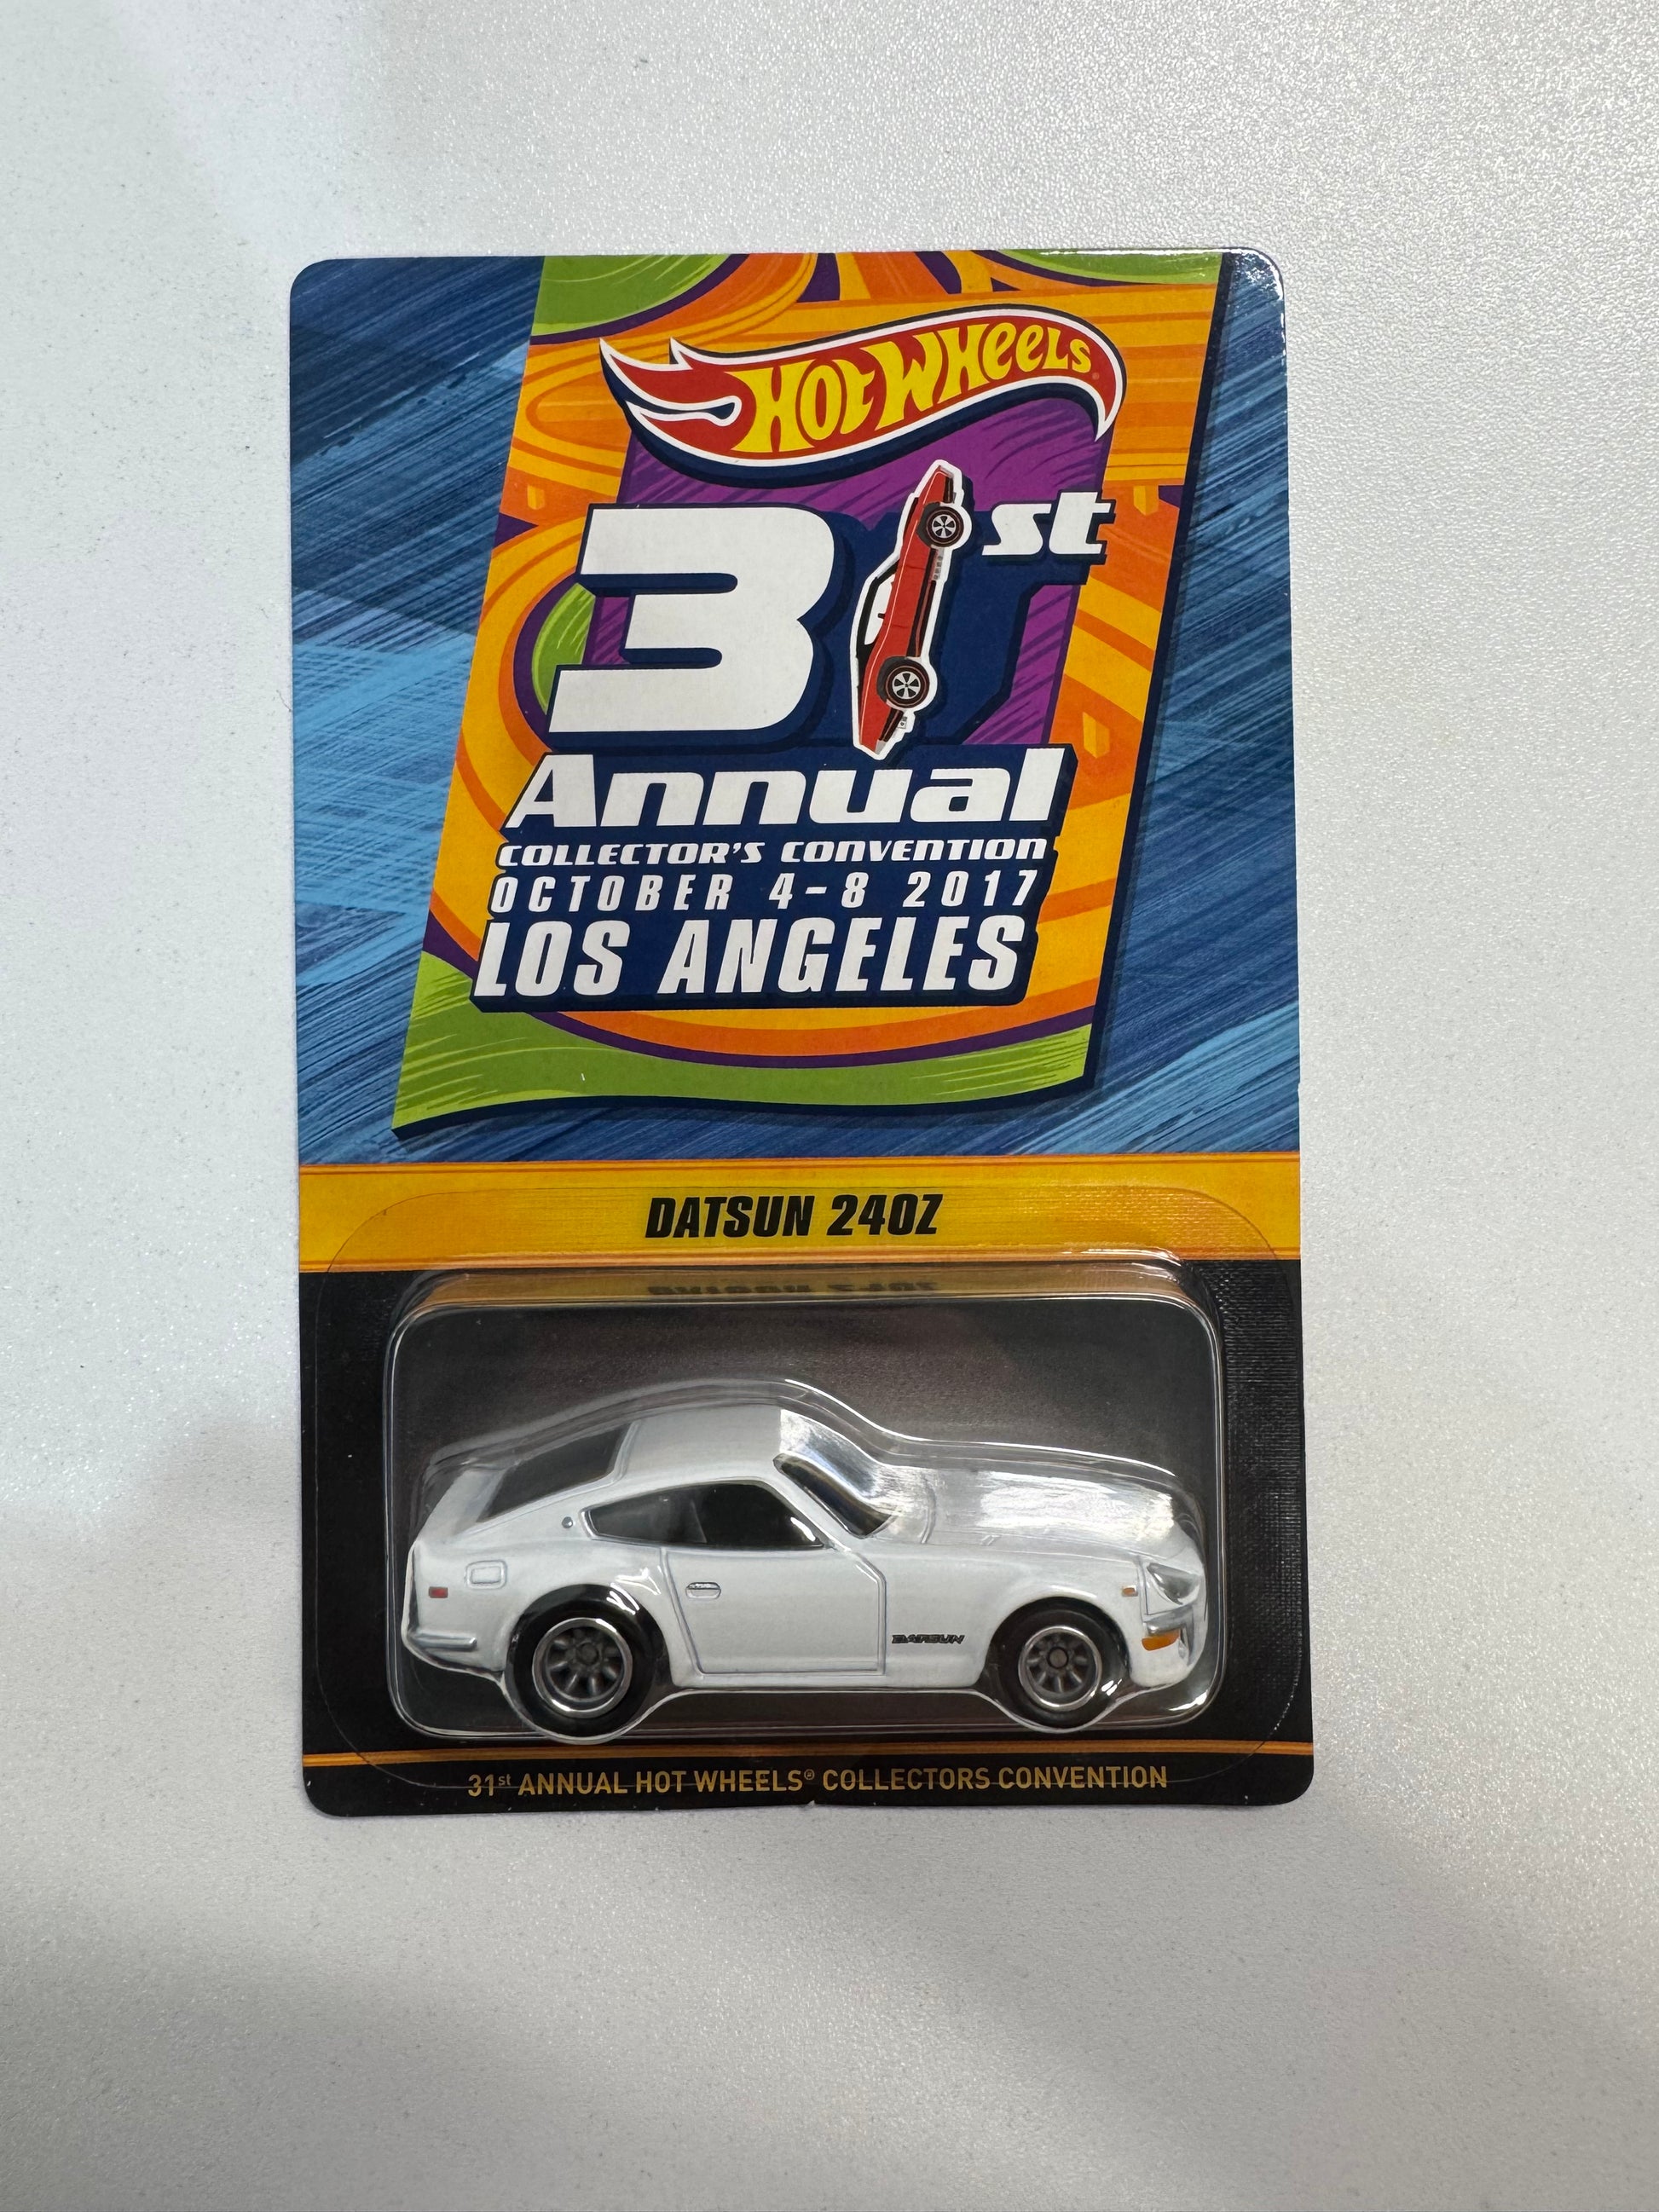 HOT WHEELS
31st
Annual
COLLECTOR'S CONVENTION
OCTOBER 4-8 2017
LOS ANGELES
DATSUN 240Z
DATSUN
31st ANNUAL HOT WHEELS® COLLECTORS CONVENTION